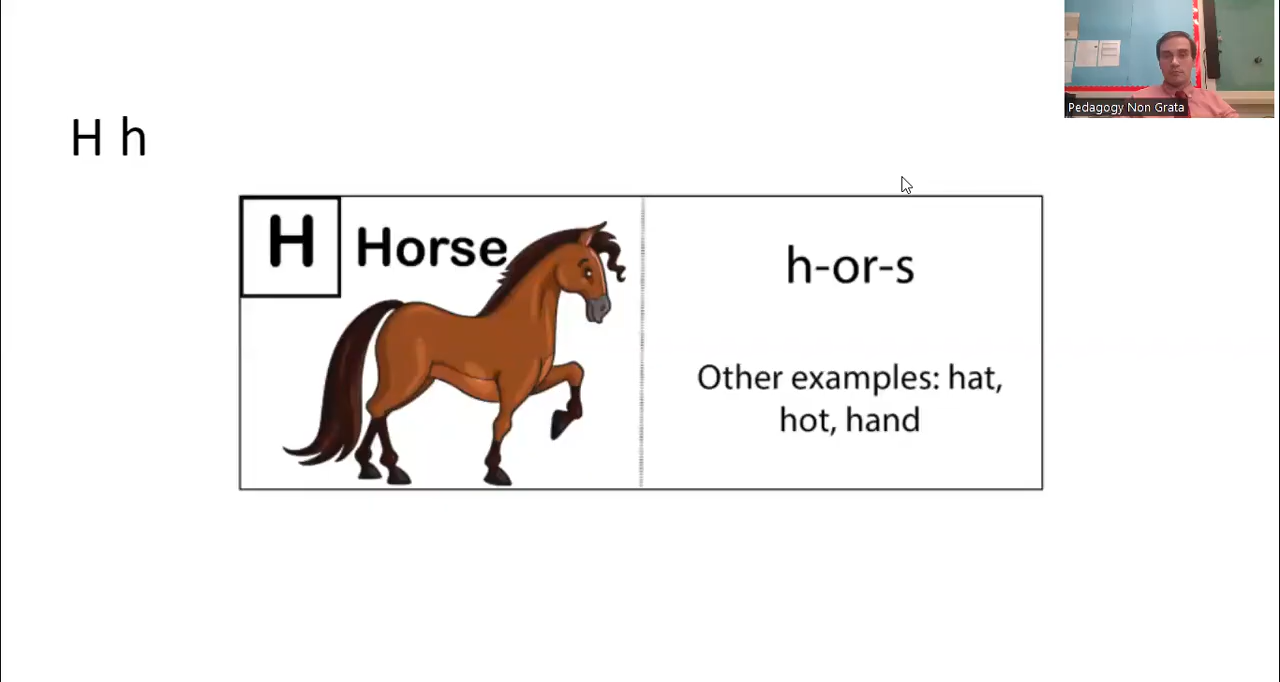 Pedagogy Non Grata
H h
H
Horse
h-or-s
Other examples: hat,
hot, hand